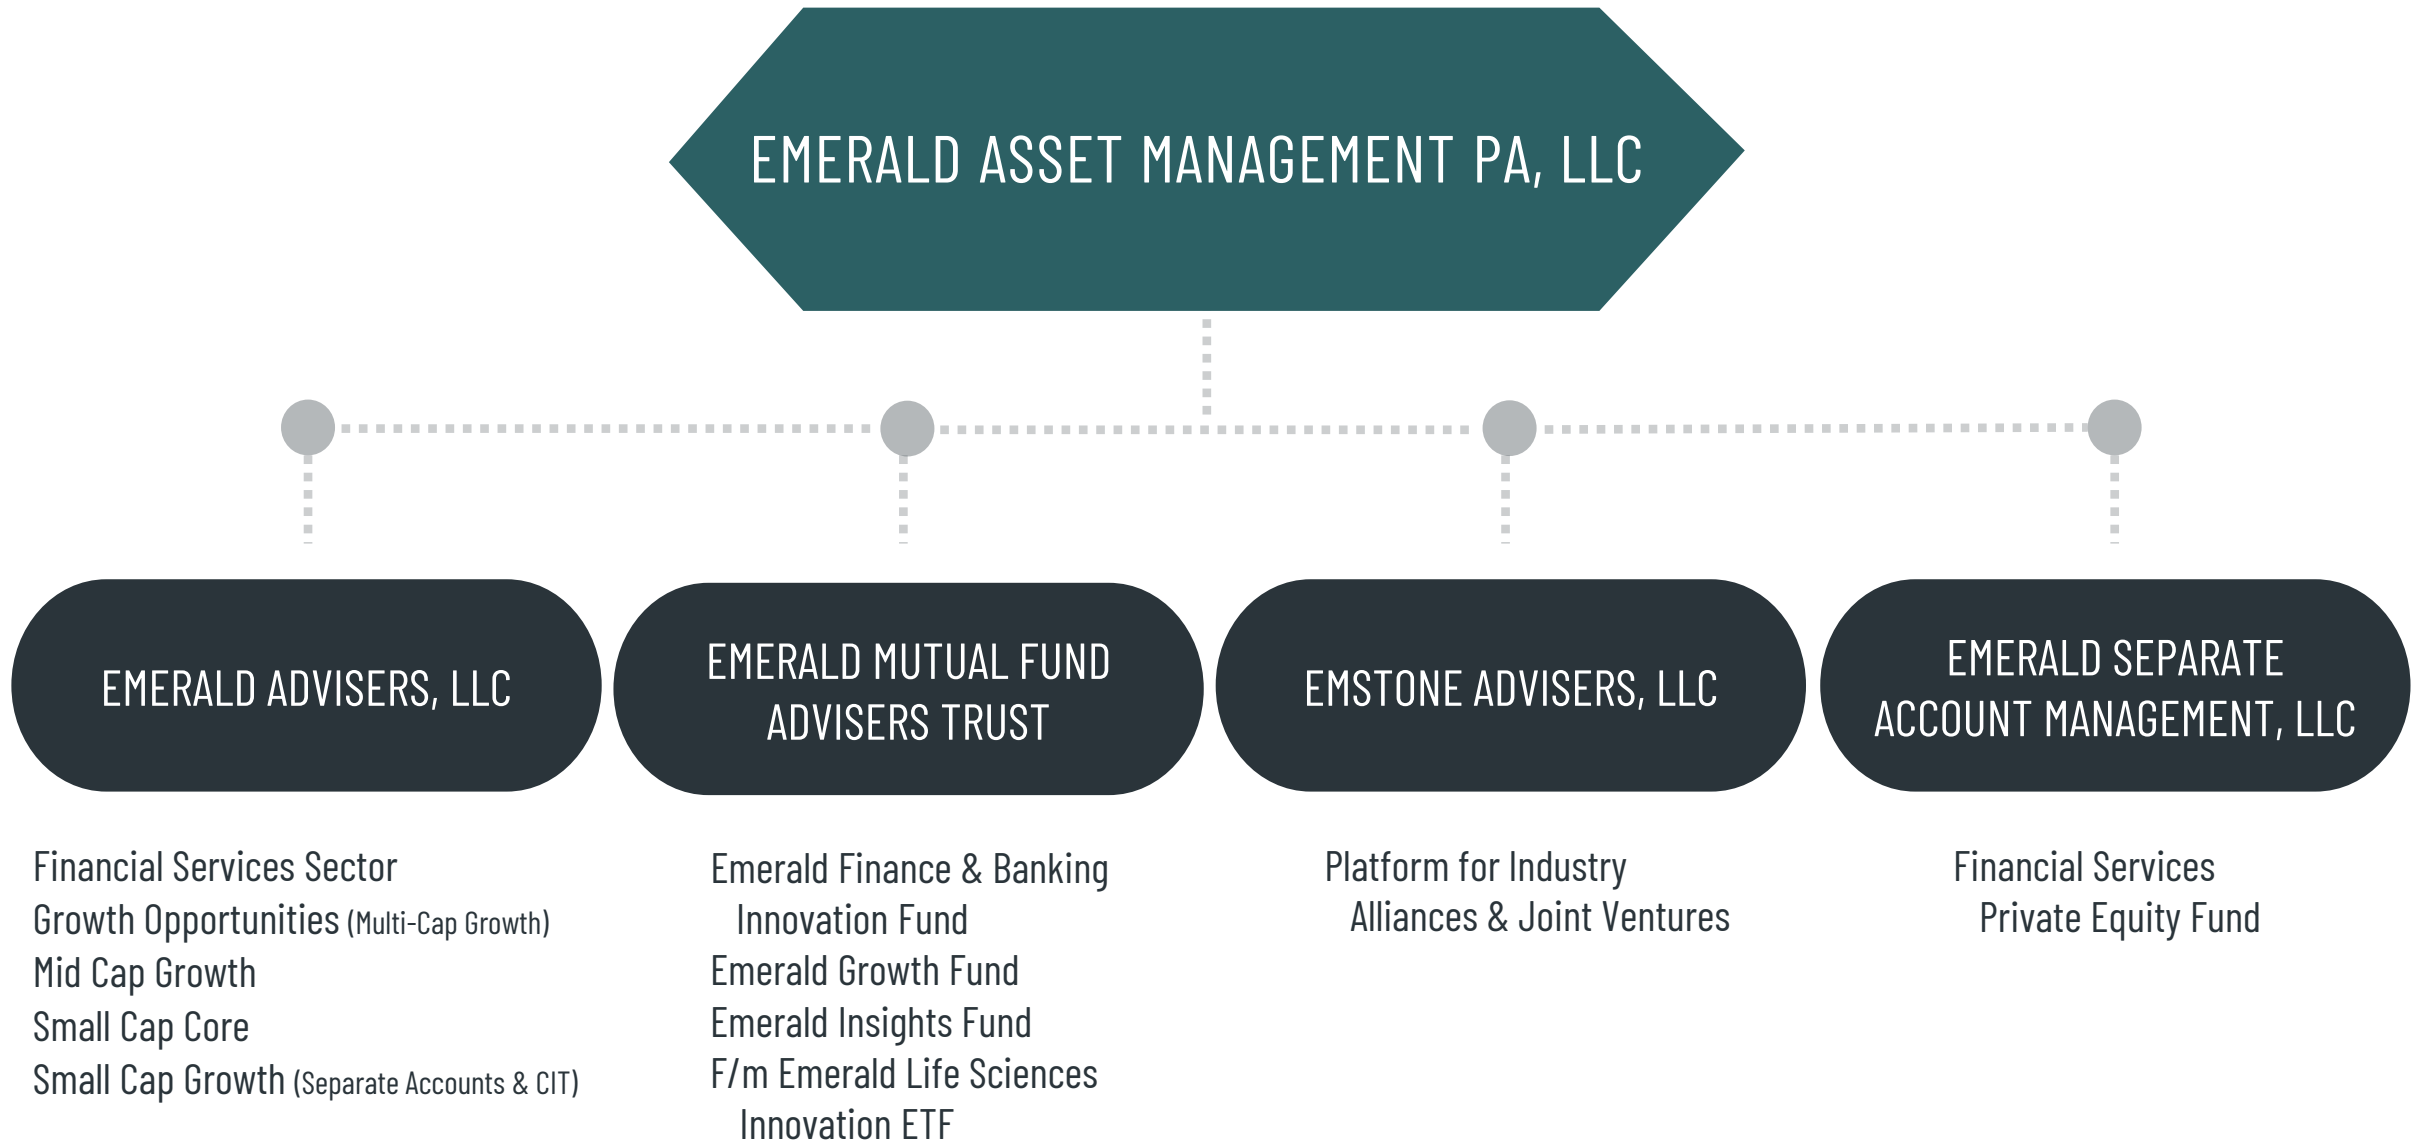 EMERALD ASSET MANAGEMENT PA, LLC
EMERALD ADVISERS, LLC
Financial Services Sector
Growth Opportunities (Multi-Cap Growth)
Mid Cap Growth
Small Cap Core
Small Cap Growth (Separate Accounts & CIT)
EMERALD MUTUAL FUND
ADVISERS TRUST
Emerald Finance & Banking
Innovation Fund
Emerald Growth Fund
Emerald Insights Fund
F/m Emerald Life Sciences
Innovation ETF
EMSTONE ADVISERS, LLC
Platform for Industry
Alliances & Joint Ventures
EMERALD SEPARATE
ACCOUNT MANAGEMENT, LLC
Financial Services
Private Equity Fund